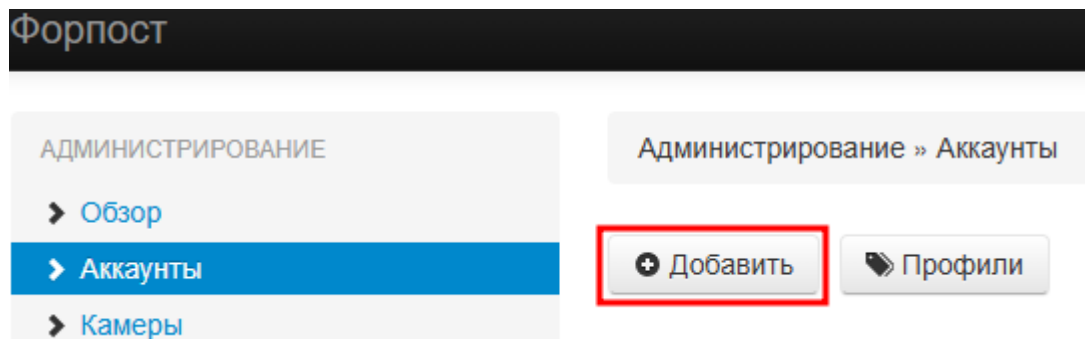 Форпост
АДМИНИСТРИРОВАНИЕ
Обзор
Аккаунты
Камеры
Администрирование » Аккаунты
Добавить
Профили